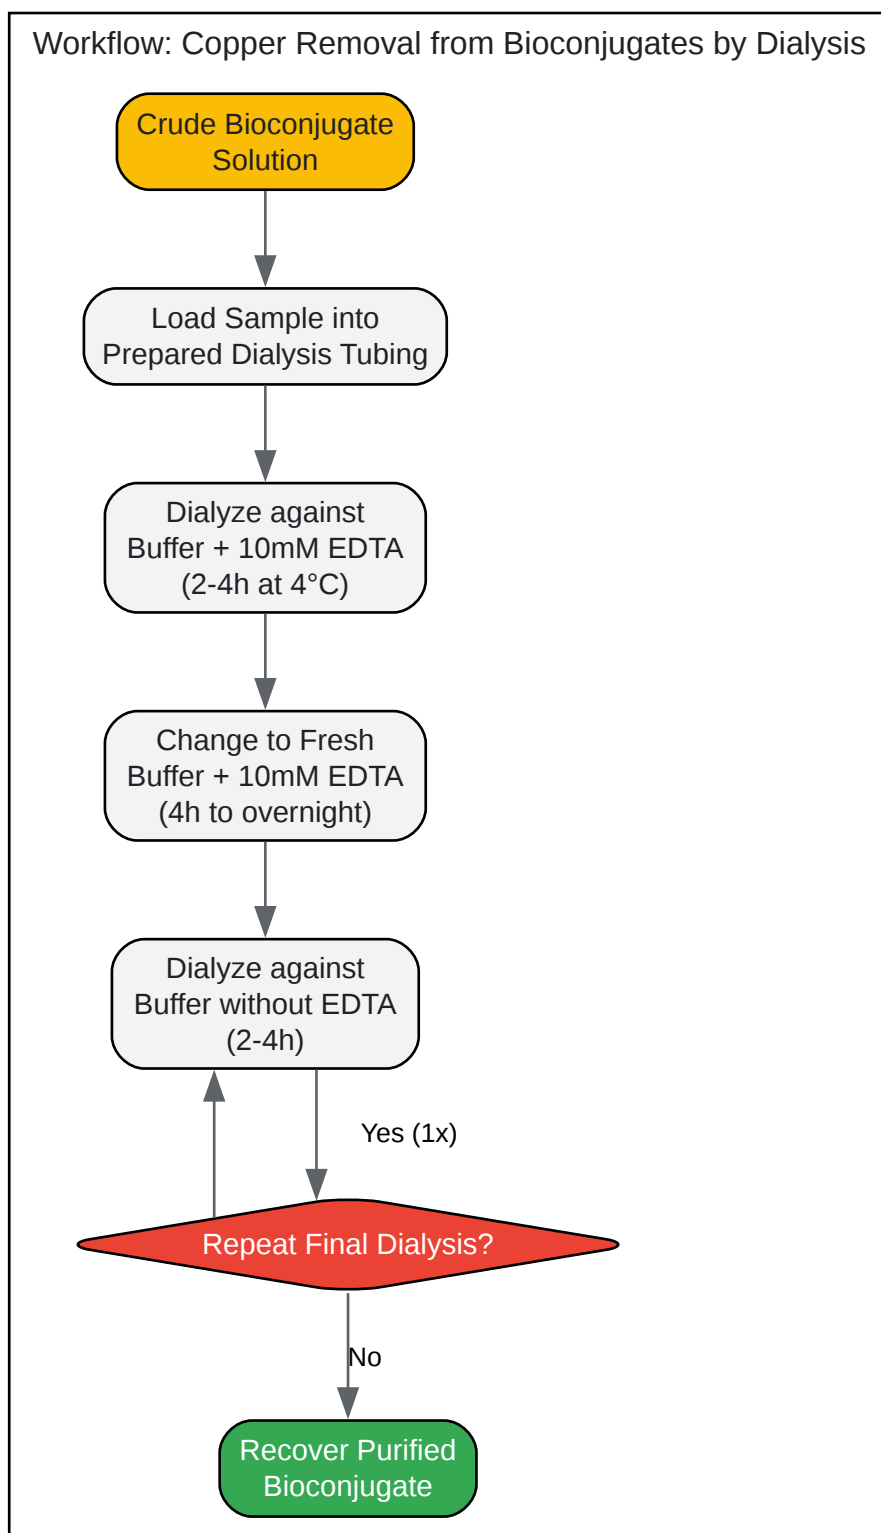 Workflow: Copper Removal from Bioconjugates by Dialysis
Crude Bioconjugate
Solution
Load Sample into
Prepared Dialysis Tubing
Dialyze against
Buffer + 10mM EDTA
(2-4h at 4°C)
Change to Fresh
Buffer + 10mM EDTA
(4h to overnight)
Dialyze against
Buffer without EDTA
(2-4h)
Yes (1x)
Repeat Final Dialysis?
No
Recover Purified
Bioconjugate